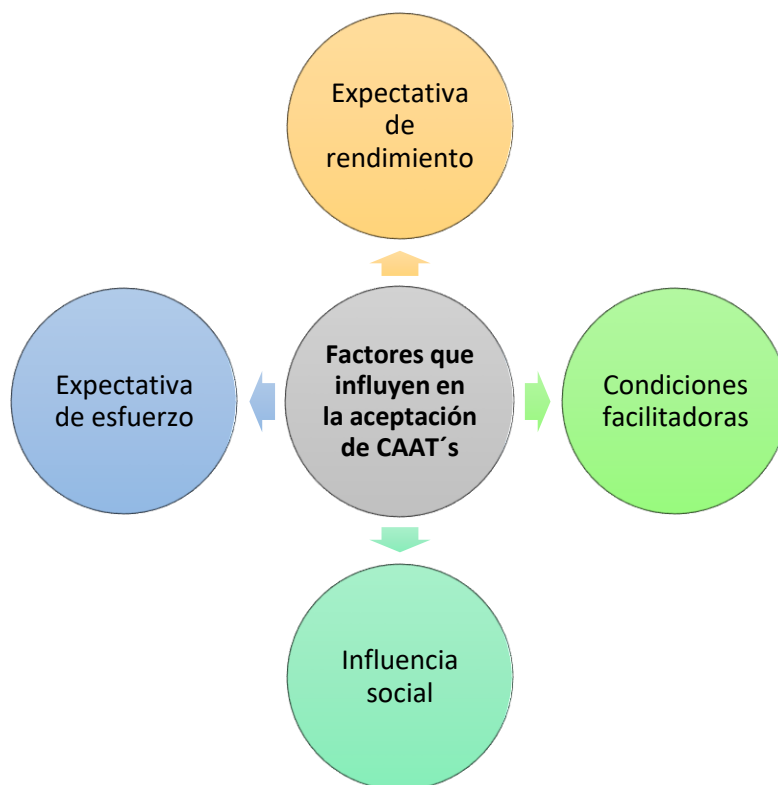 Expectativa
de
rendimiento
Expectativa
de esfuerzo
Factores que
influyen en
la aceptación
de CAAT´s
Condiciones
facilitadoras
Influencia
social